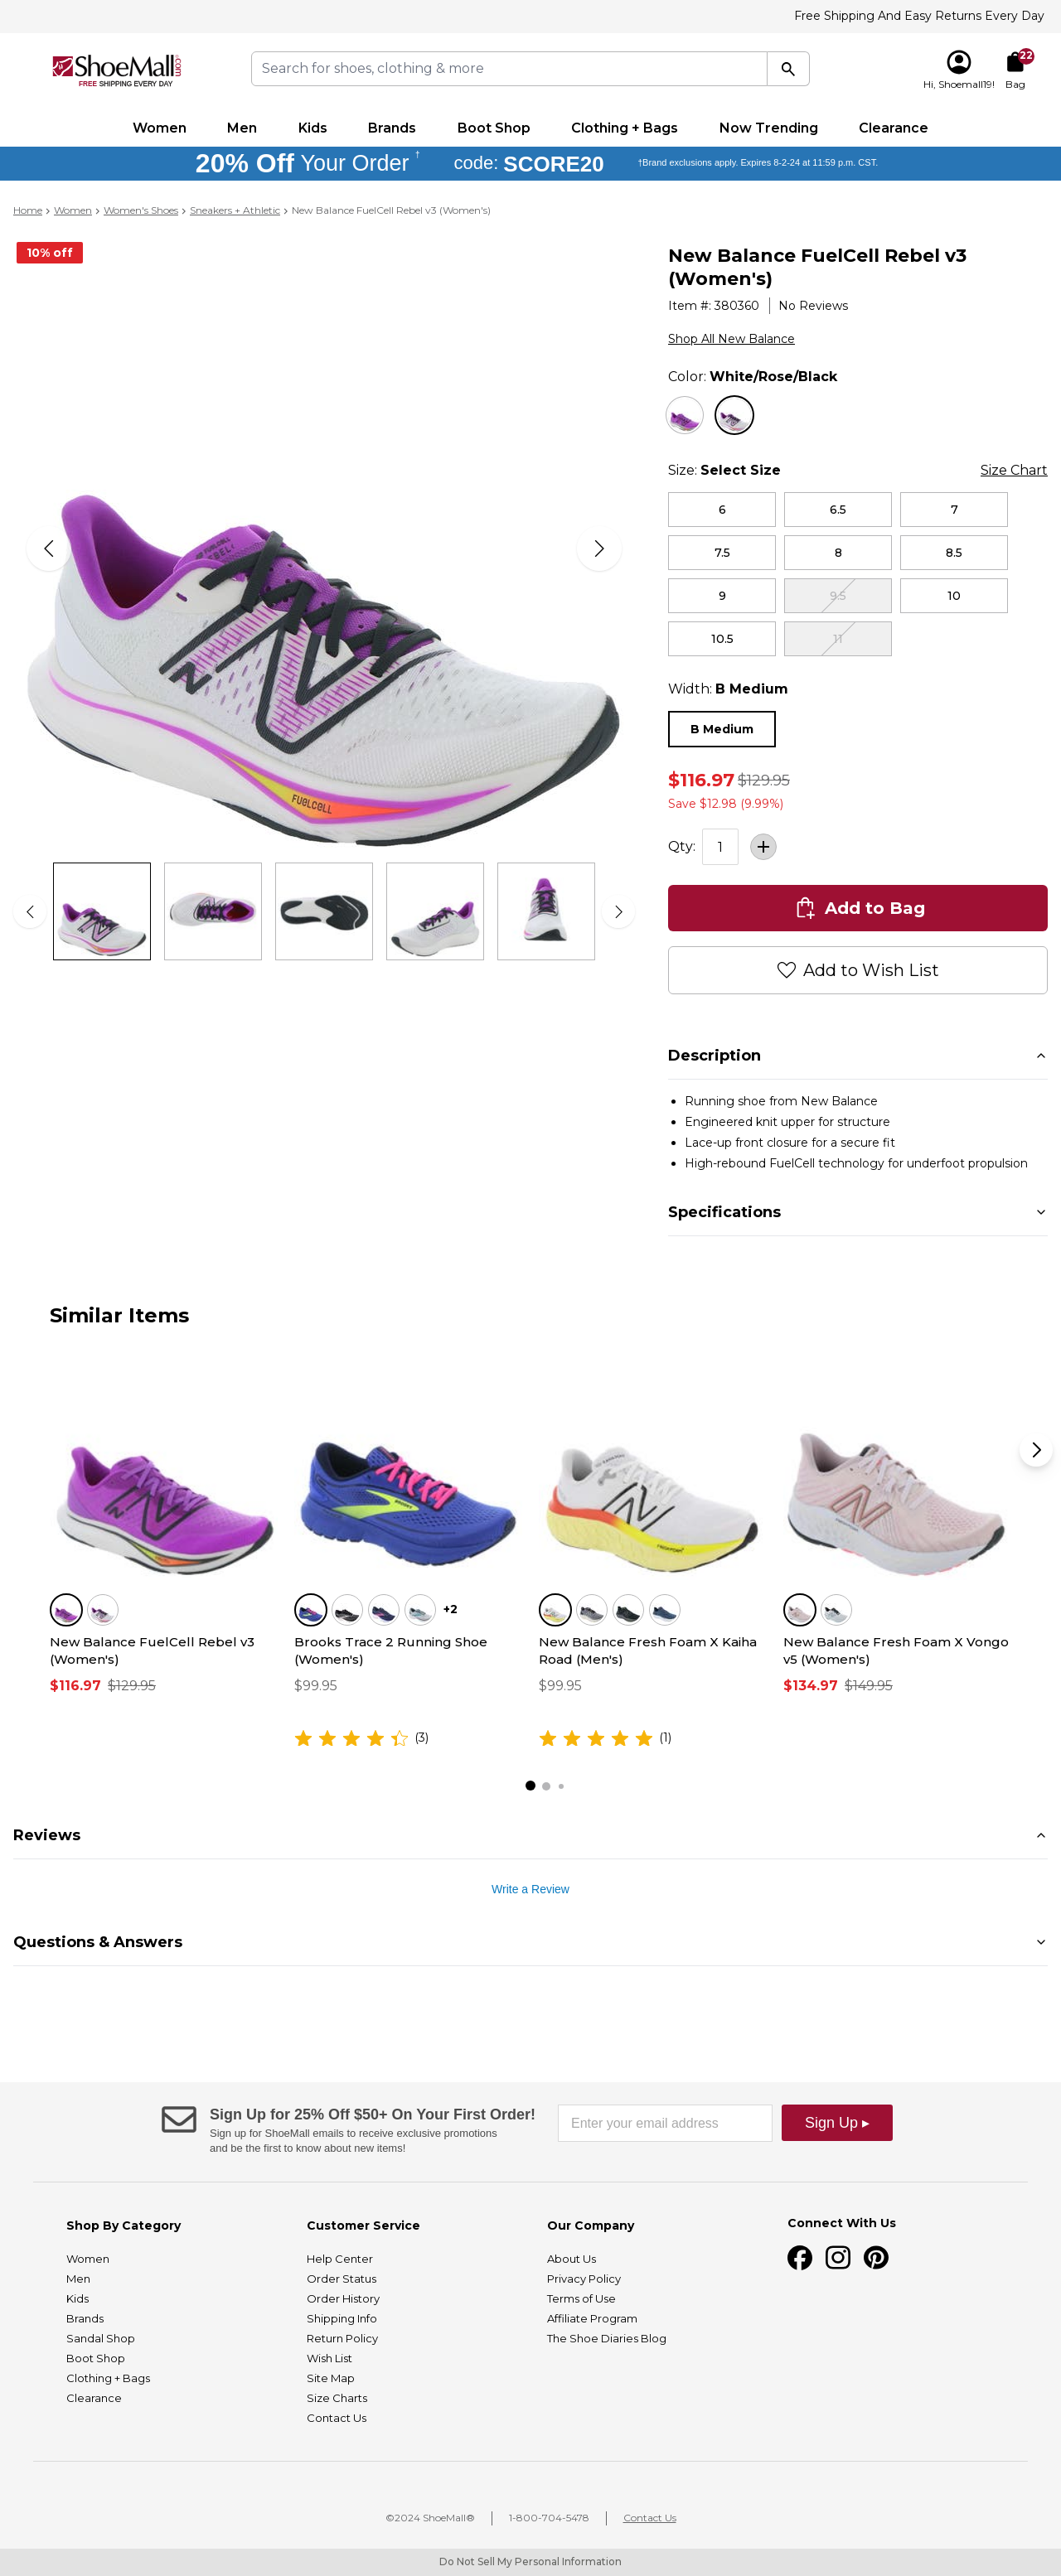 Free Shipping And Easy Returns Every Day
ShoeMall.com
FREE SHIPPING EVERY DAY
Search for shoes, clothing & more
22
Hi, Shoemall19!
Bag
Women
Men
Kids
Brands
Boot Shop
Clothing + Bags
Now Trending
Clearance
20% Off Your Order †
code: SCORE20
†Brand exclusions apply. Expires 8-2-24 at 11:59 p.m. CST.
Home > Women > Women's Shoes > Sneakers + Athletic > New Balance FuelCell Rebel v3 (Women's)
10% off
New Balance FuelCell Rebel v3
(Women's)
Item #: 380360
No Reviews
Shop All New Balance
Color: White/Rose/Black
Size: Select Size
Size Chart
6
6.5
7
7.5
8
8.5
9
9.5
10
10.5
11
Width: B Medium
B Medium
$116.97 $129.95
Save $12.98 (9.99%)
Qty:
1
Add to Bag
Add to Wish List
FUELCELL
REBEL
FUELCELL
Description
• Running shoe from New Balance
• Engineered knit upper for structure
• Lace-up front closure for a secure fit
• High-rebound FuelCell technology for underfoot propulsion
Specifications
Similar Items
+2
New Balance FuelCell Rebel v3
(Women's)
$116.97 $129.95
Brooks Trace 2 Running Shoe
(Women's)
$99.95
(3)
New Balance Fresh Foam X Kaiha
Road (Men's)
$99.95
(1)
New Balance Fresh Foam X Vongo
v5 (Women's)
$134.97 $149.95
Reviews
Write a Review
Questions & Answers
Sign Up for 25% Off $50+ On Your First Order!
Sign up for ShoeMall emails to receive exclusive promotions
and be the first to know about new items!
Enter your email address
Sign Up ▸
Shop By Category
Women
Men
Kids
Brands
Sandal Shop
Boot Shop
Clothing + Bags
Clearance
Customer Service
Help Center
Order Status
Order History
Shipping Info
Return Policy
Wish List
Site Map
Size Charts
Contact Us
Our Company
About Us
Privacy Policy
Terms of Use
Affiliate Program
The Shoe Diaries Blog
Connect With Us
©2024 ShoeMall®
1-800-704-5478
Contact Us
Do Not Sell My Personal Information